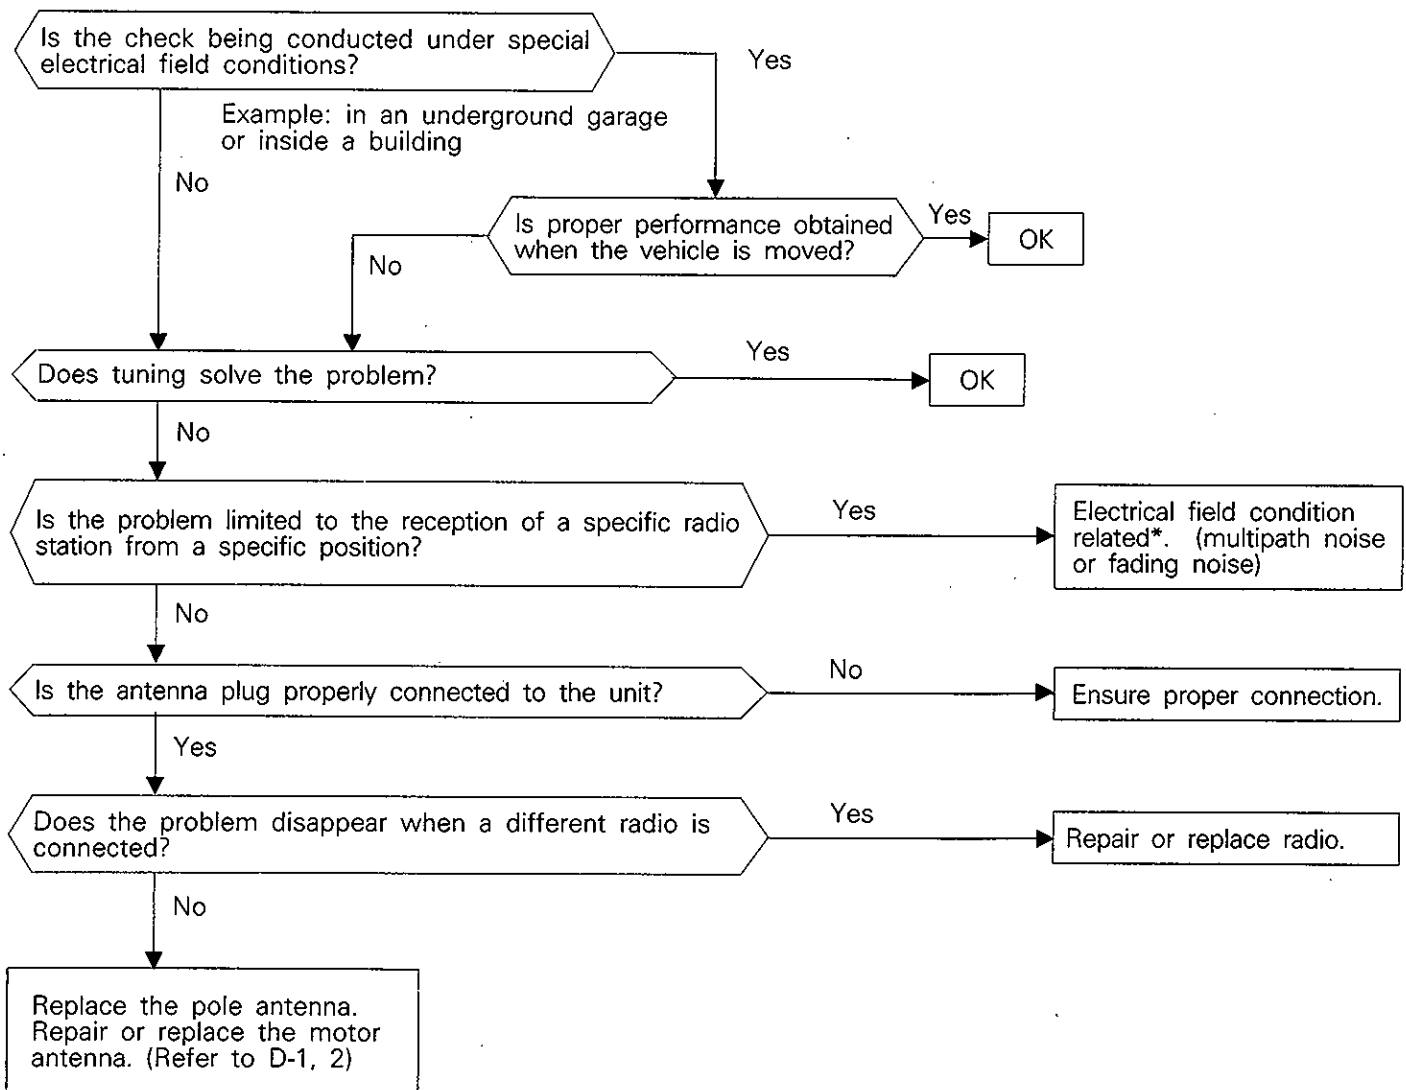 Is the check being conducted under special
electrical field conditions?
Yes
Example: in an underground garage
or inside a building
No
Is proper performance obtained
when the vehicle is moved?
Yes
OK
No
Does tuning solve the problem?
Yes
OK
No
Is the problem limited to the reception of a specific radio
station from a specific position?
Yes
Electrical field condition
related*. (multipath noise
or fading noise)
No
Is the antenna plug properly connected to the unit?
No
Ensure proper connection.
Yes
Does the problem disappear when a different radio is
connected?
Yes
Repair or replace radio.
No
Replace the pole antenna.
Repair or replace the motor
antenna. (Refer to D-1, 2)